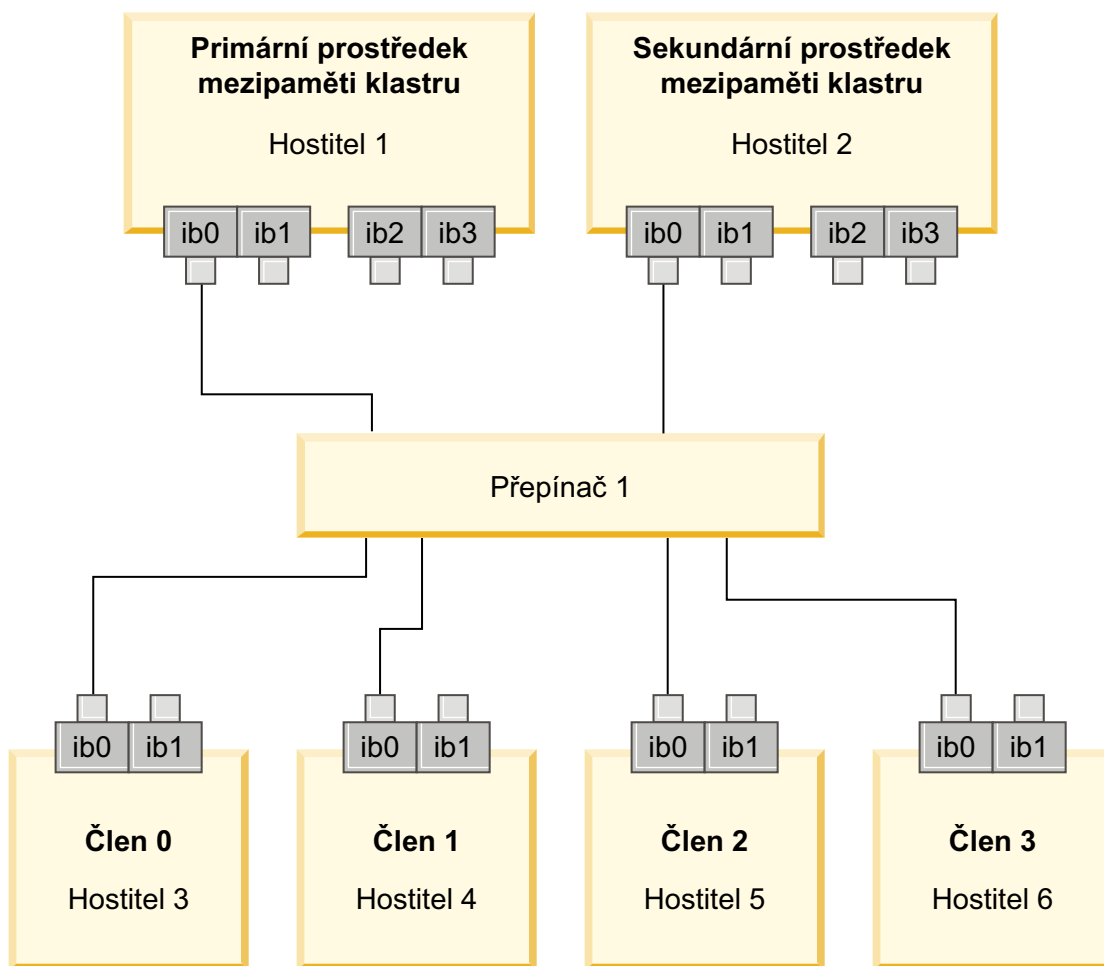 Primární prostředek
mezipaměti klastru
Hostitel 1
ib0 ib1 ib2 ib3
Sekundární prostředek
mezipaměti klastru
Hostitel 2
ib0 ib1 ib2 ib3
Přepínač 1
ib0 ib1
Člen 0
Hostitel 3
ib0 ib1
Člen 1
Hostitel 4
ib0 ib1
Člen 2
Hostitel 5
ib0 ib1
Člen 3
Hostitel 6